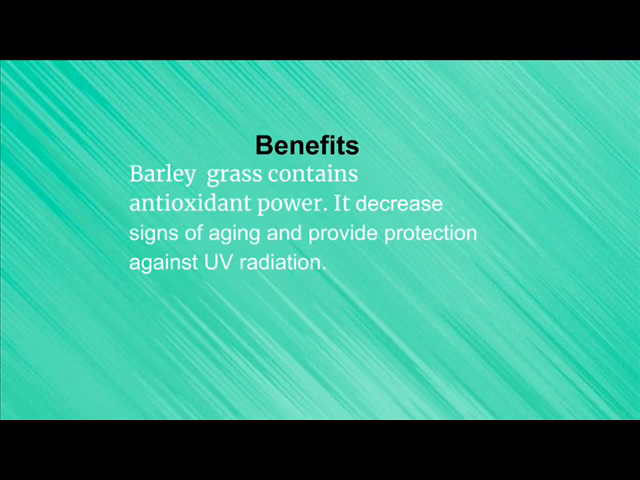 Benefits
Barley grass contains
antioxidant power. It decrease
signs of aging and provide protection
against UV radiation.